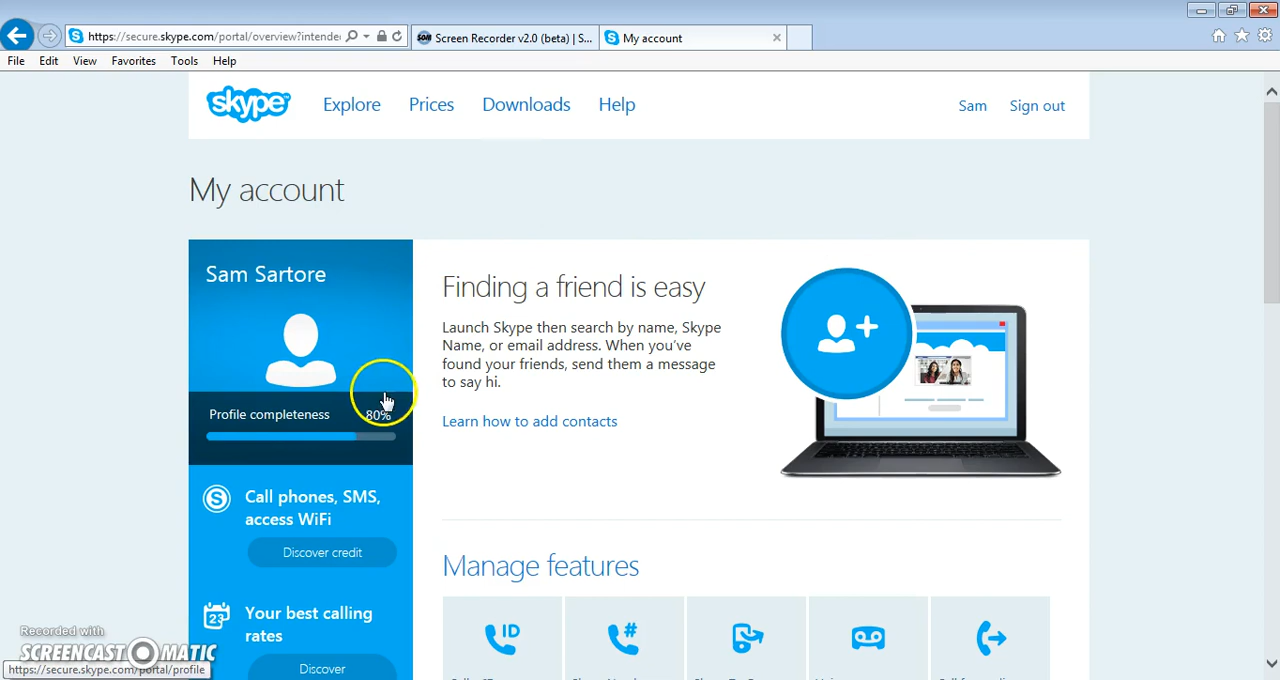 https://secure.skype.com/portal/overview?intende
Screen Recorder v2.0 (beta) | S...
My account
File Edit View Favorites Tools Help
skype
Explore Prices Downloads Help
Sam Sign out
My account
Sam Sartore
Profile completeness 80%
Finding a friend is easy
Launch Skype then search by name, Skype
Name, or email address. When you've
found your friends, send them a message
to say hi.
Learn how to add contacts
Call phones, SMS,
access WiFi
Discover credit
23
Your best calling
rates
Discover
Manage features
ID
#
Recorded with
SCREENCAST MATIC
https://secure.skype.com/portal/profile